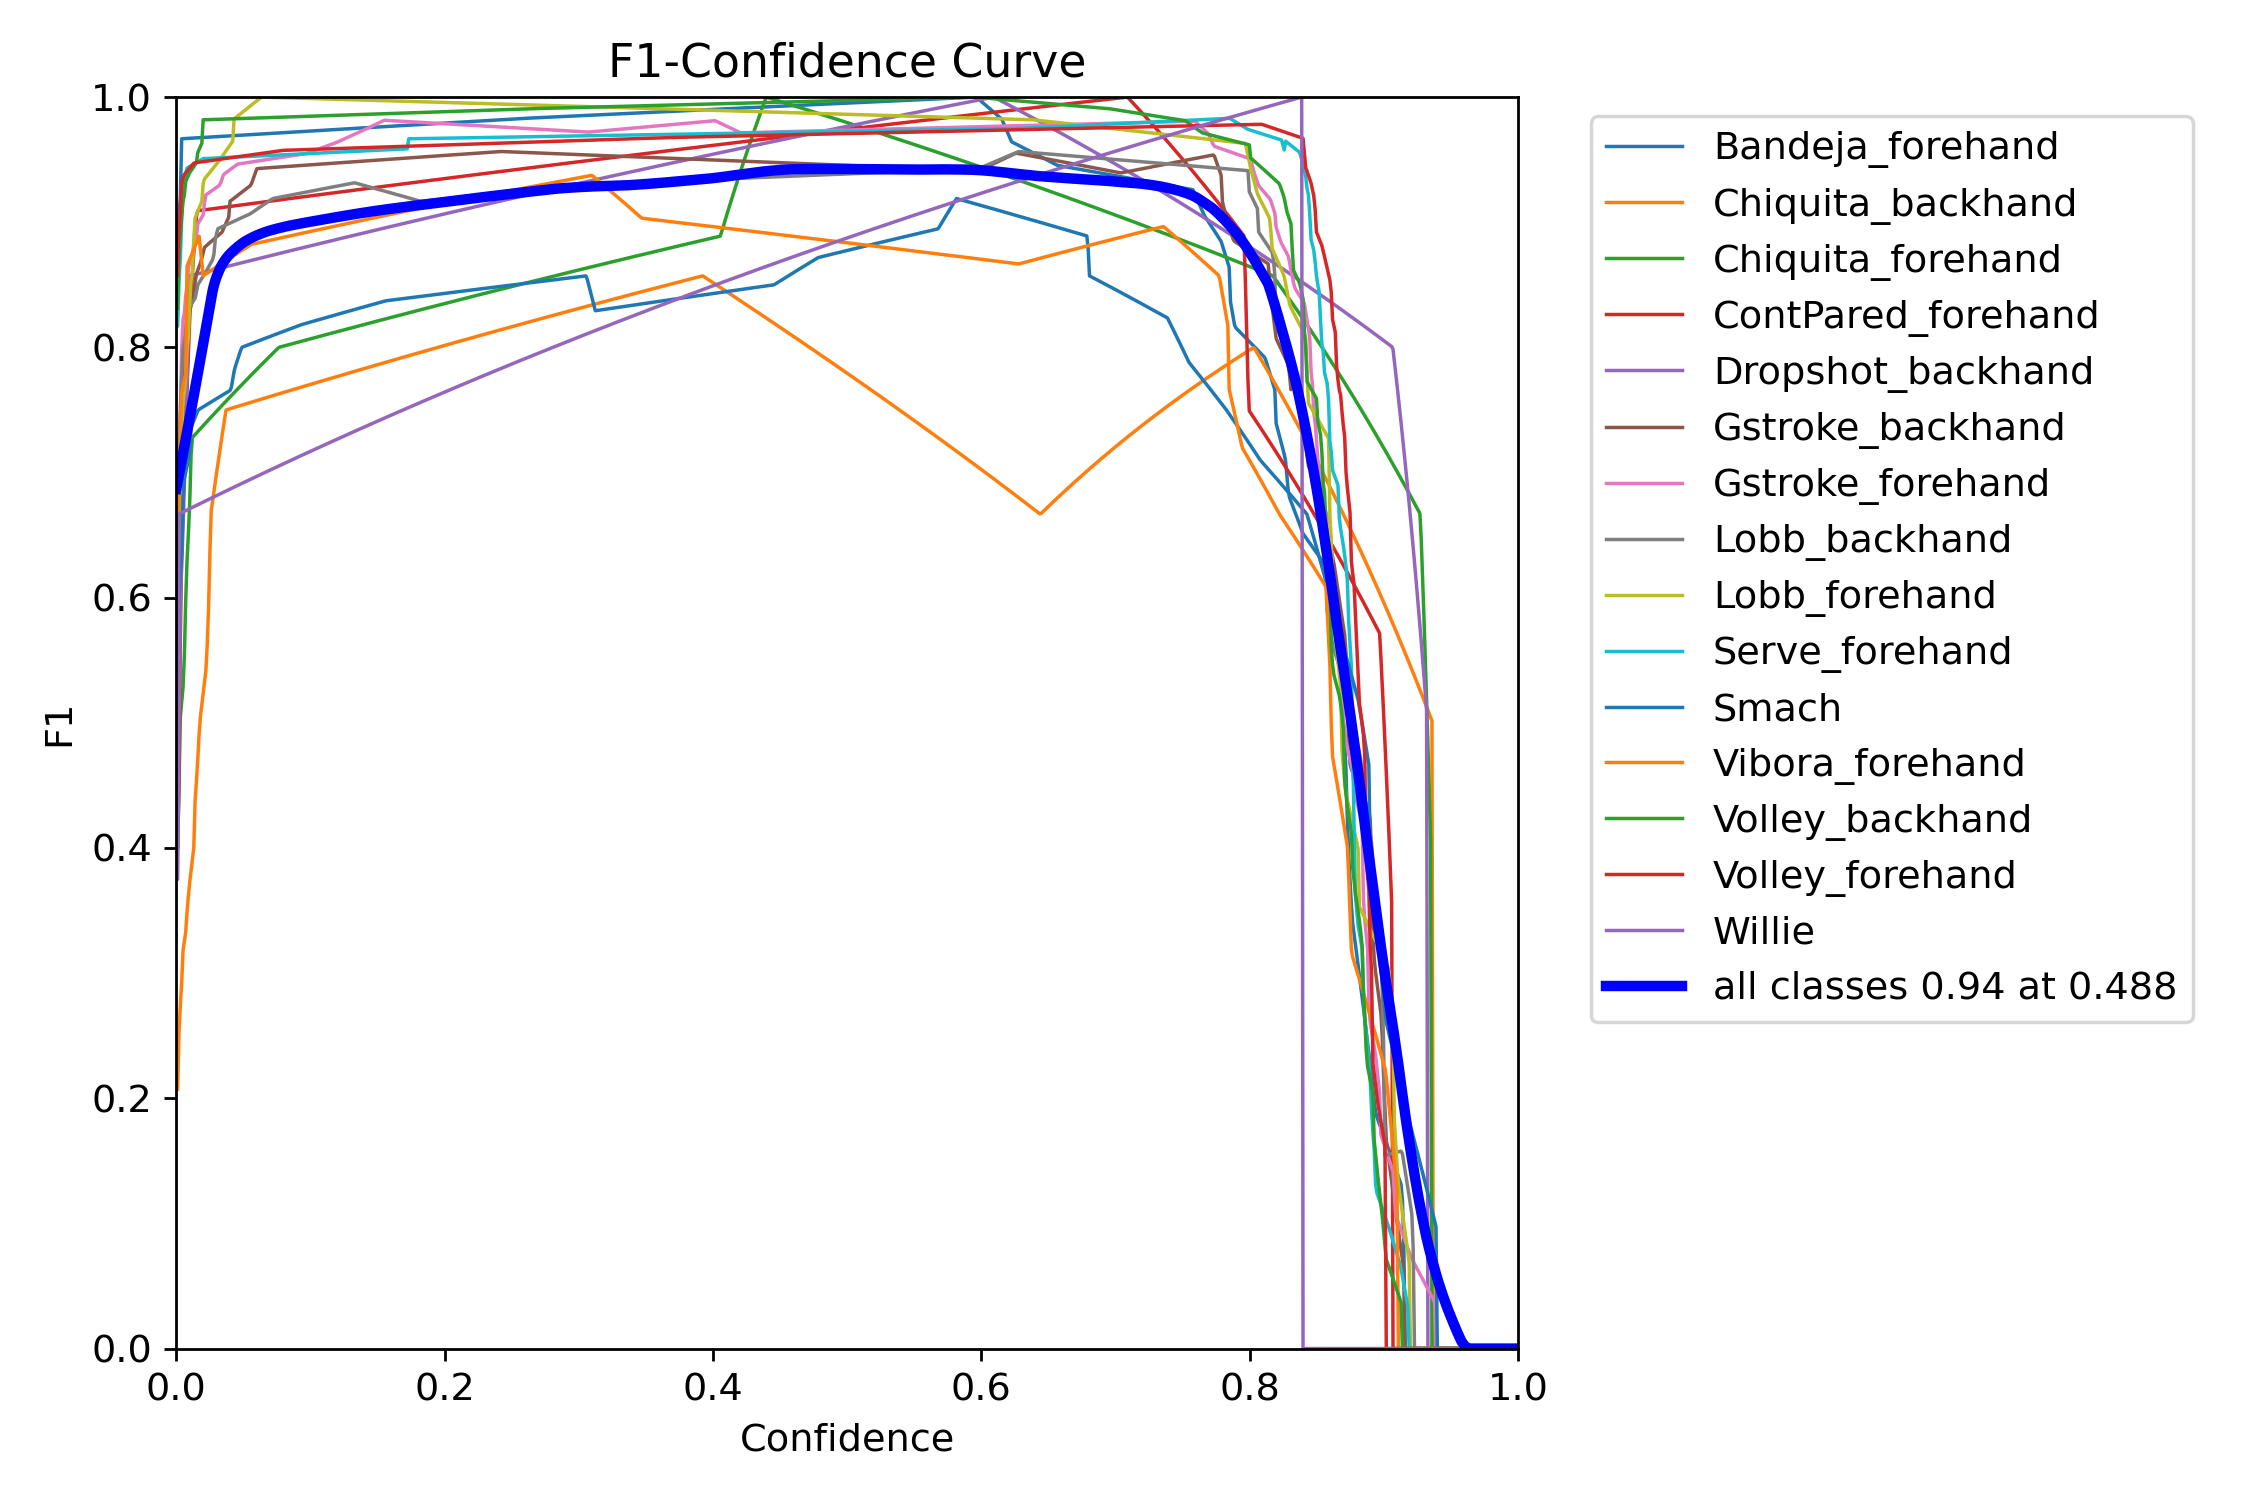 F1-Confidence Curve
1.0
0.8
0.6
0.4
0.2
0.0
F1
0.0 0.2 0.4 0.6 0.8 1.0
Confidence
Bandeja_forehand
Chiquita_backhand
Chiquita_forehand
ContPared_forehand
Dropshot_backhand
Gstroke_backhand
Gstroke_forehand
Lobb_backhand
Lobb_forehand
Serve_forehand
Smach
Vibora_forehand
Volley_backhand
Volley_forehand
Willie
all classes 0.94 at 0.488